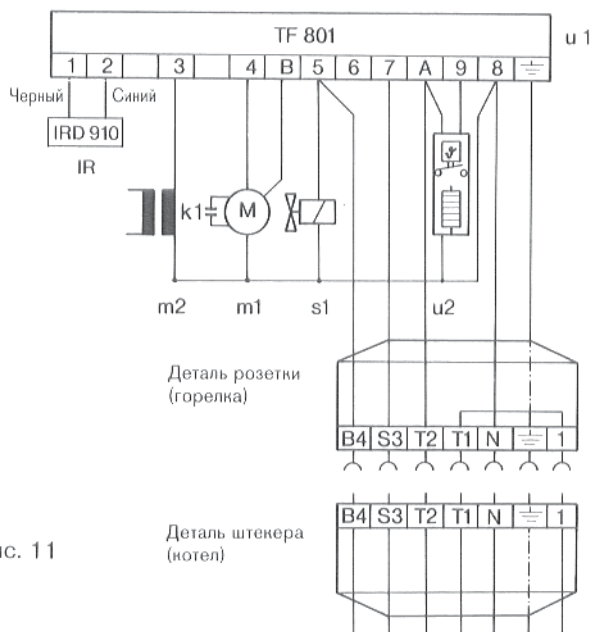 TF 801
u 1
1 2 3 4 B 5 6 7 A 9 8
Черный
Синий
IRD 910
IR
ϑ
k1
M
m2 m1 s1 u2
Деталь розетки
(горелка)
B4 S3 T2 T1 N 1
B4 S3 T2 T1 N 1
Деталь штекера
(котел)
ис. 11